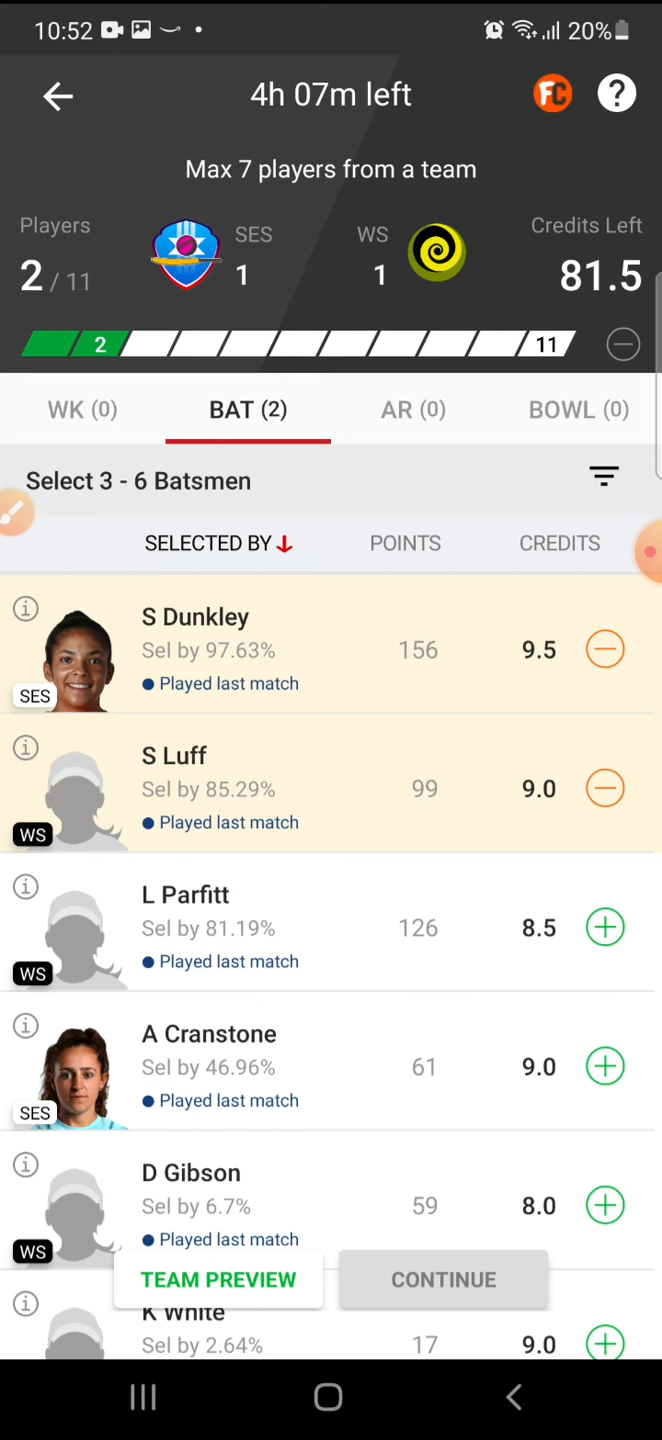 10:52
20%
4h 07m left
FC
?
Max 7 players from a team
Players
SES
WS
Credits Left
2 / 11
1
1
81.5
2
11
WK (0)
BAT (2)
AR (0)
BOWL (0)
Select 3 - 6 Batsmen
SELECTED BY
POINTS
CREDITS
S Dunkley
Sel by 97.63%
156
9.5
Played last match
SES
S Luff
Sel by 85.29%
99
9.0
Played last match
WS
L Parfitt
Sel by 81.19%
126
8.5
Played last match
WS
A Cranstone
Sel by 46.96%
61
9.0
Played last match
SES
D Gibson
Sel by 6.7%
59
8.0
Played last match
WS
TEAM PREVIEW
CONTINUE
K White
Sel by 2.64%
17
9.0